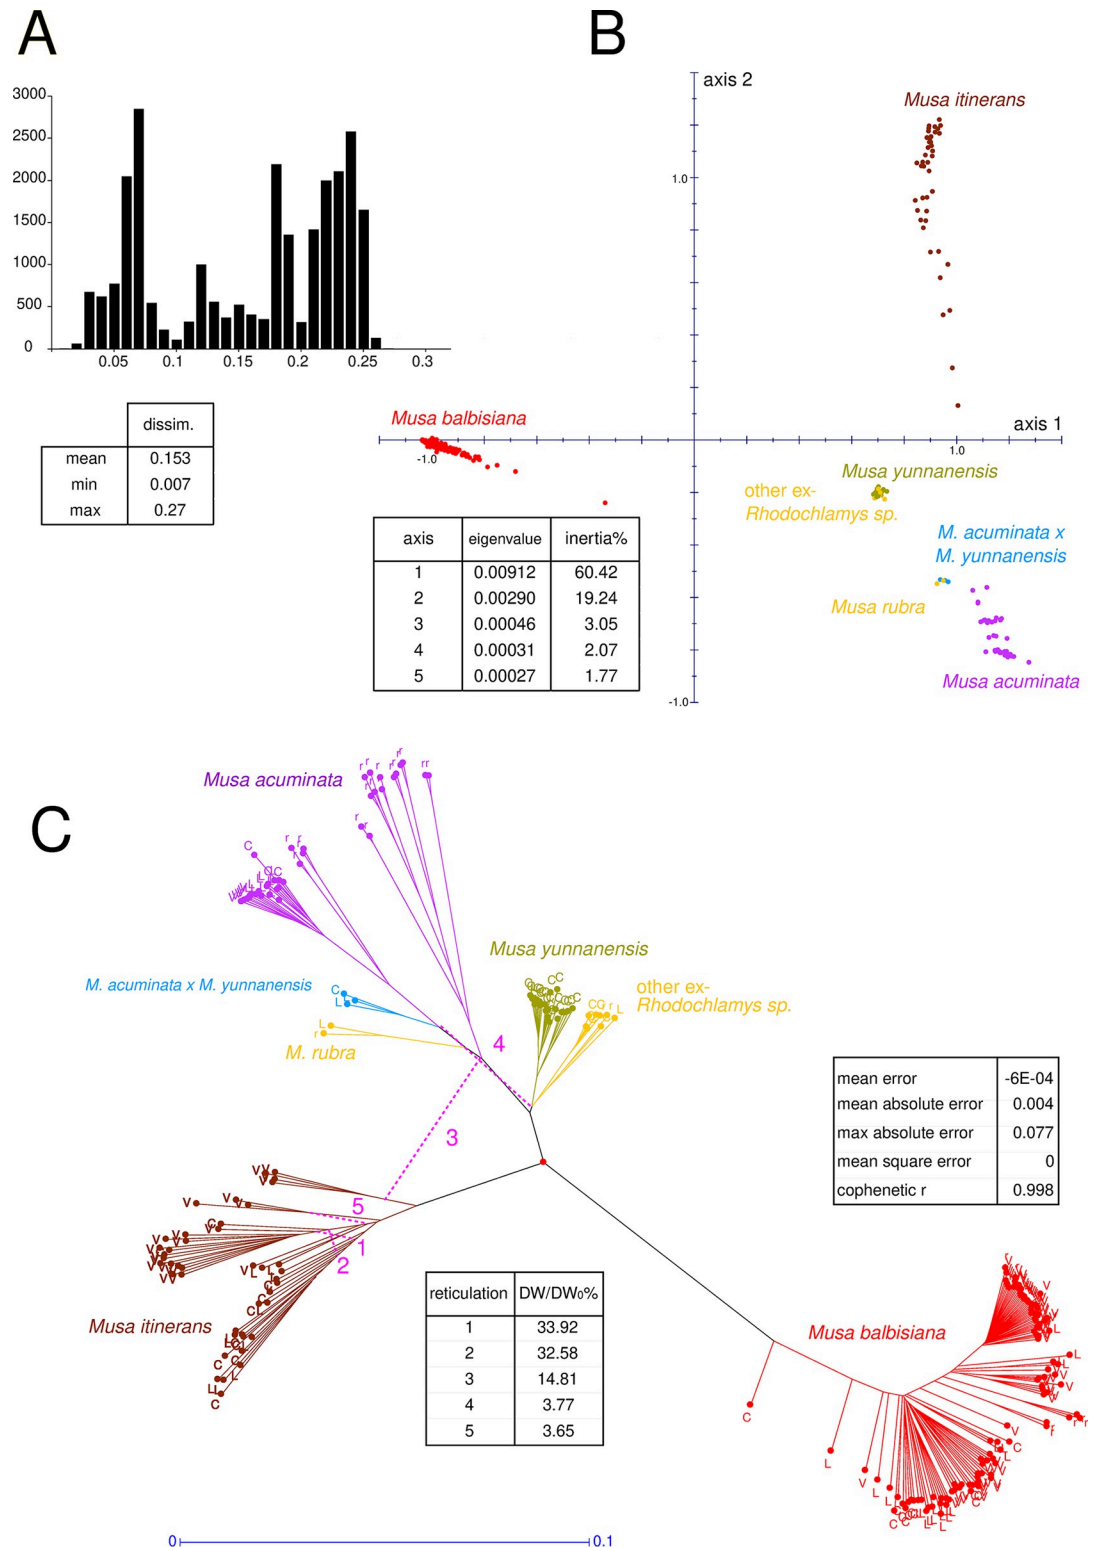 A
3000
2500
2000
1500
1000
500
0
0.05 0.1 0.15 0.2 0.25 0.3
dissim.
mean 0.153
min 0.007
max 0.27
B
axis 2
Musa itinerans
1.0
Musa balbisiana
axis 1
-1.0
1.0
Musa yunnanensis
other ex-
Rhodochlamys sp.
M. acuminata x
M. yunnanensis
Musa rubra
Musa acuminata
-1.0
axis eigenvalue inertia%
1 0.00912 60.42
2 0.00290 19.24
3 0.00046 3.05
4 0.00031 2.07
5 0.00027 1.77
C
Musa acuminata
Musa yunnanensis
M. acuminata x M. yunnanensis
other ex-
Rhodochlamys sp.
M. rubra
4
3
5
1
2
Musa itinerans
mean error -6E-04
mean absolute error 0.004
max absolute error 0.077
mean square error 0
cophenetic r 0.998
reticulation DW/DW₀%
1 33.92
2 32.58
3 14.81
4 3.77
5 3.65
Musa balbisiana
0 0.1